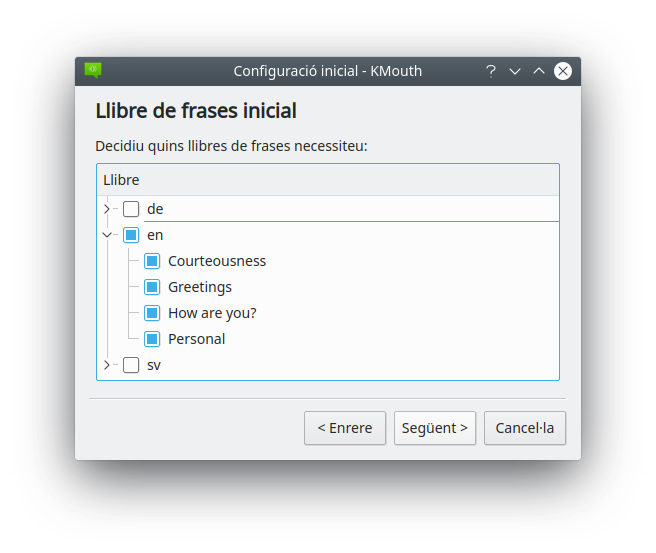 Configuració inicial - KMouth
Llibre de frases inicial
Decidiu quins llibres de frases necessiteu:
Llibre
de
en
Courteousness
Greetings
How are you?
Personal
sv
< Enrere Següent > Cancel·la